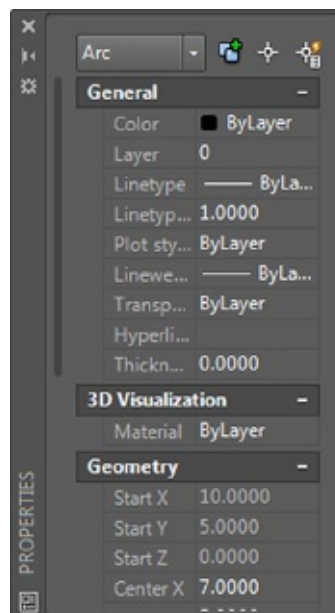 Arc
General
Color ByLayer
Layer 0
Linetype ByLa...
Linetyp... 1.0000
Plot sty... ByLayer
Linewe... ByLa...
Transp... ByLayer
Hyperli...
Thickn... 0.0000
3D Visualization
Material ByLayer
Geometry
Start X 10.0000
Start Y 5.0000
Start Z 0.0000
Center X 7.0000
PROPERTIES